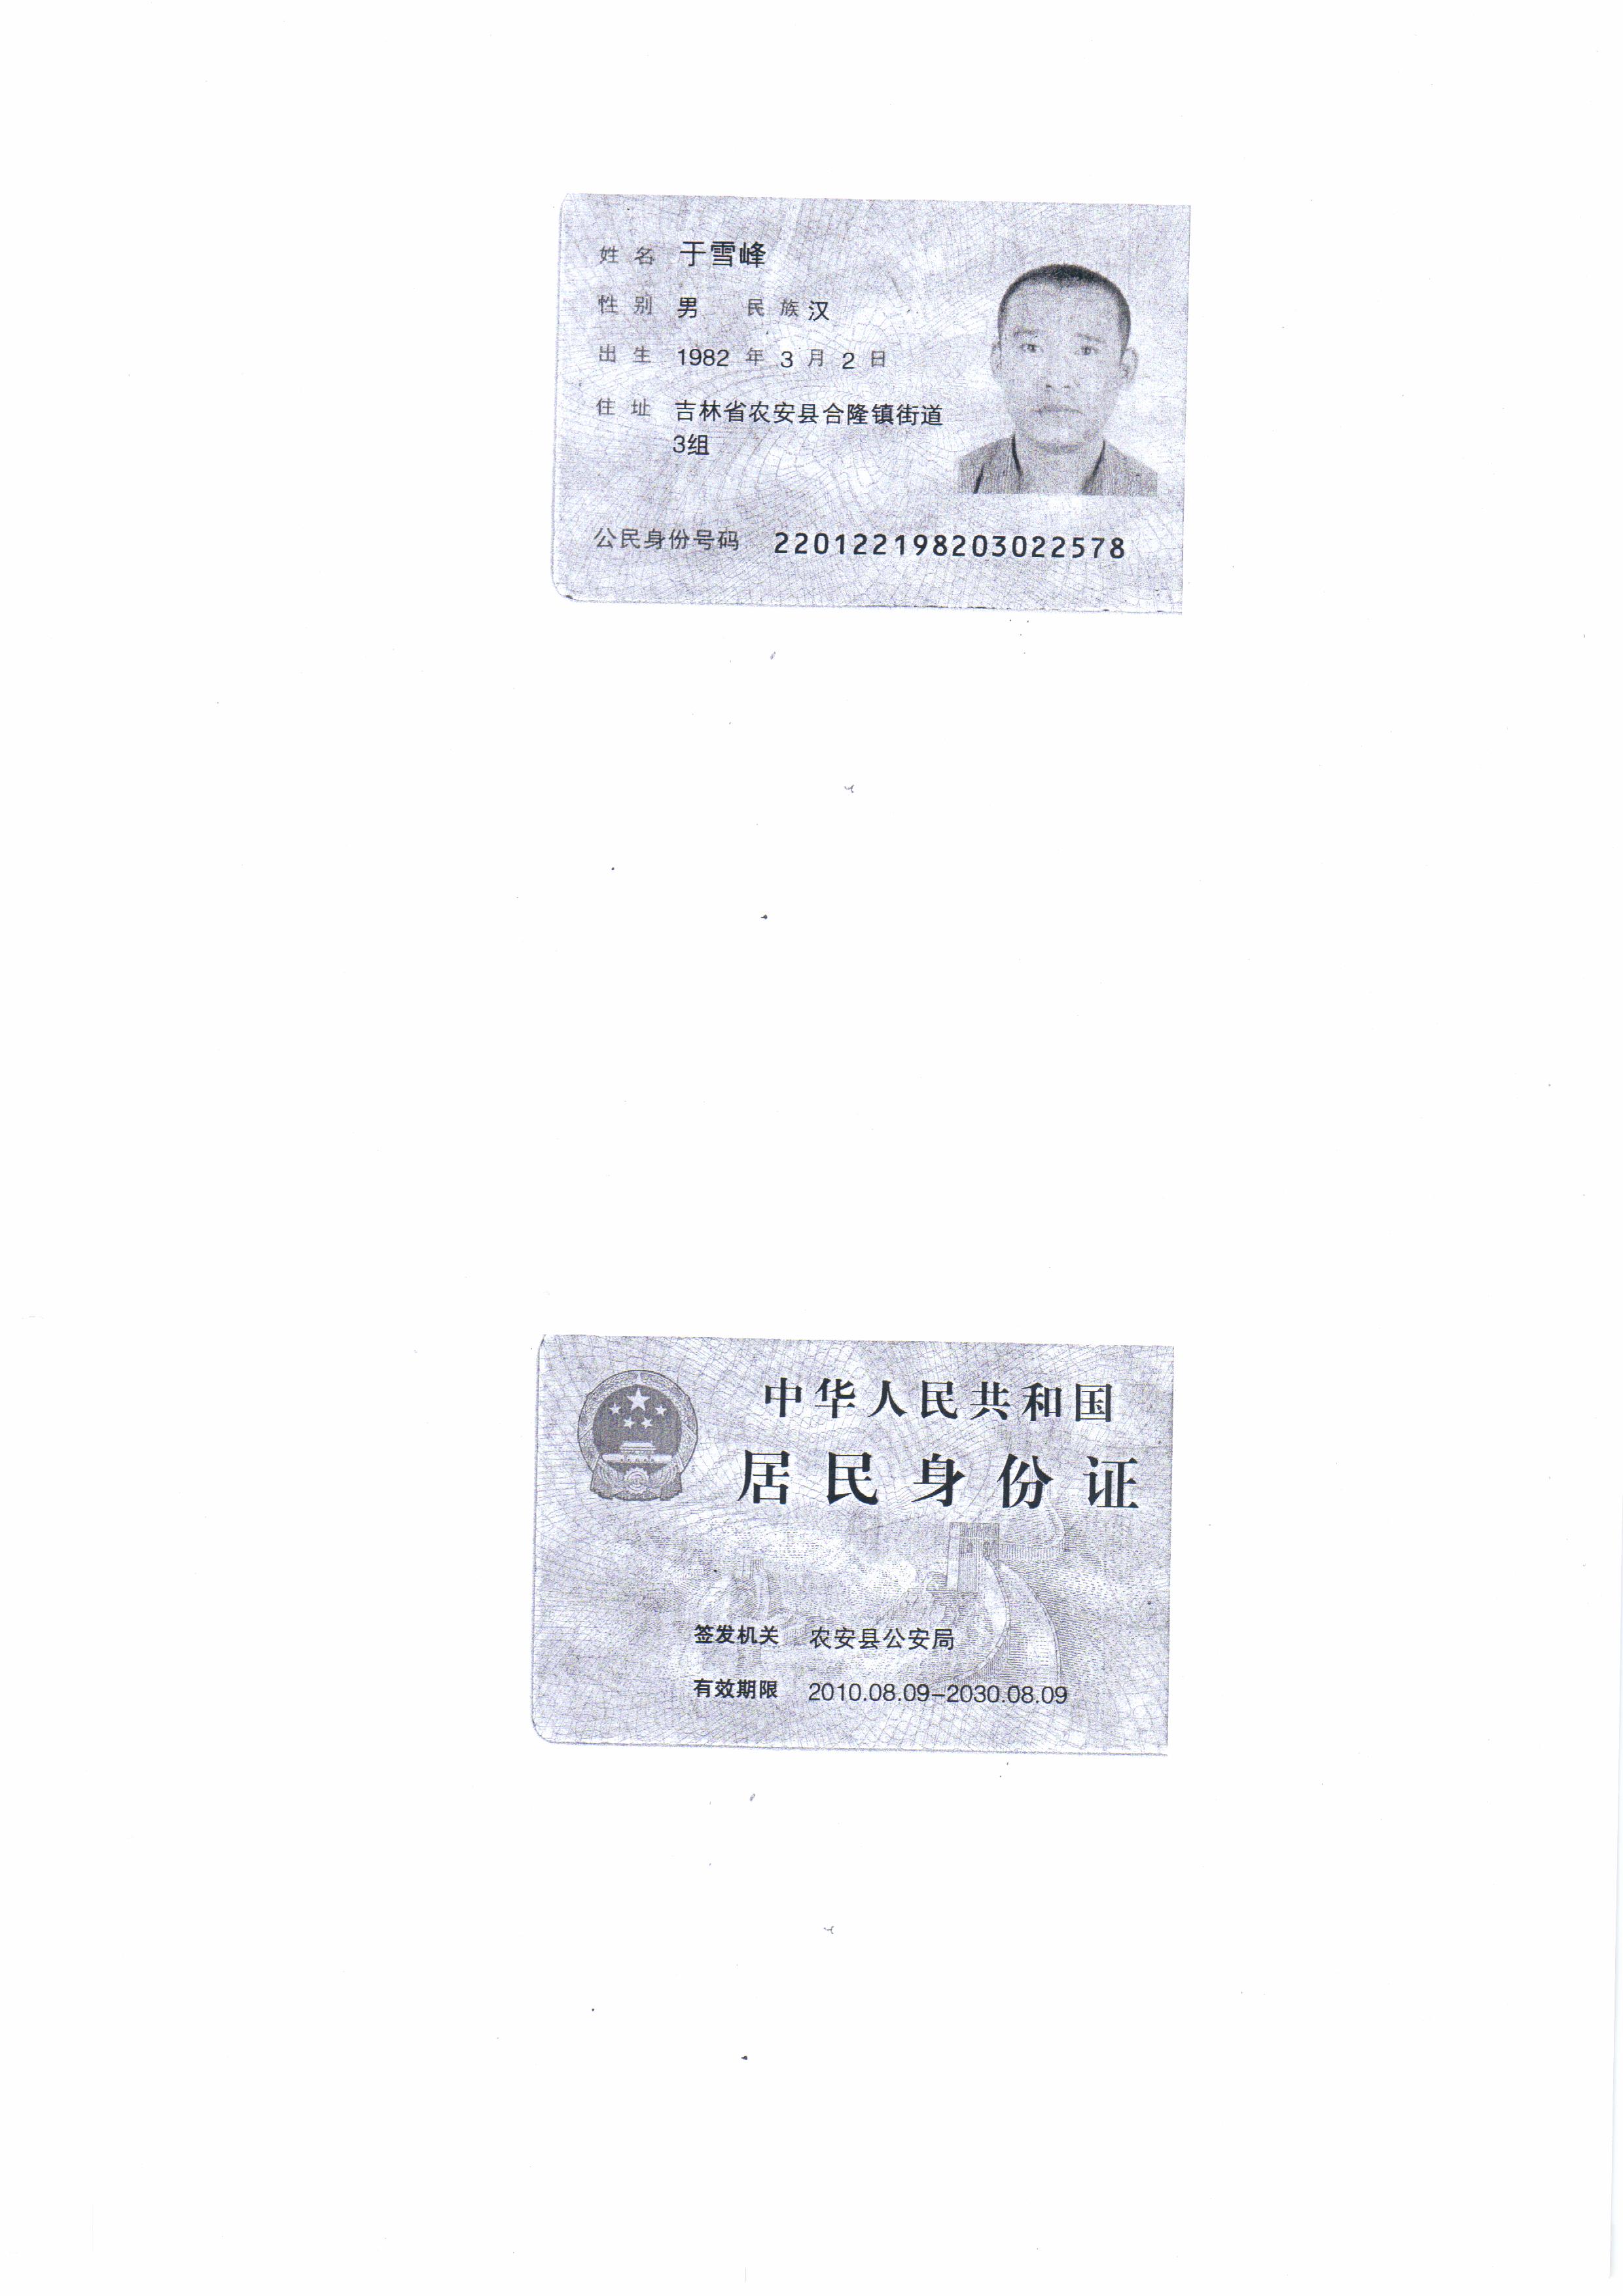 姓名 于雪峰
性别 男 民族 汉
出生 1982 年 3 月 2 日
住址 吉林省农安县合隆镇街道
3组
公民身份号码 220122198203022578
中华人民共和国
居民身份证
签发机关 农安县公安局
有效期限 2010.08.09-2030.08.09